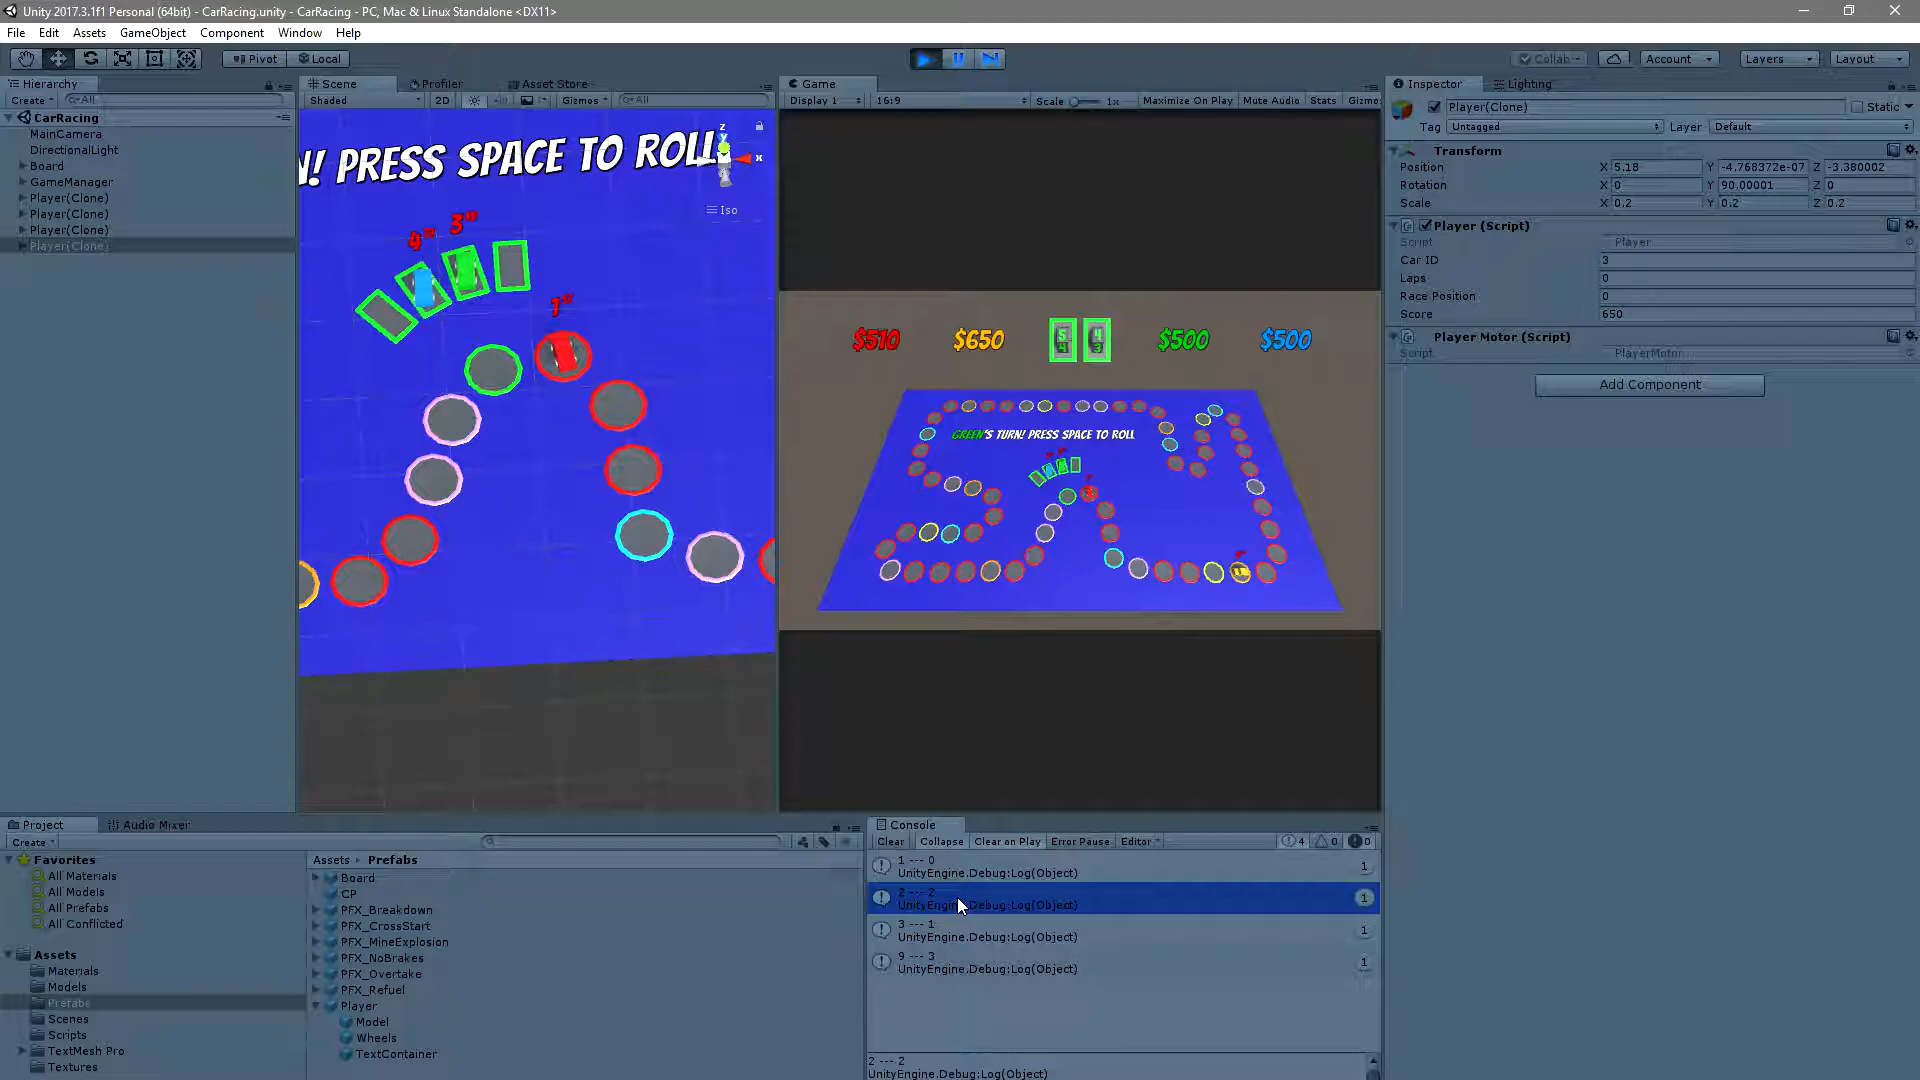 Unity 2017.3.1f1 Personal (64bit) - CarRacing.unity - CarRacing - PC, Mac & Linux Standalone <DX11>
File Edit Assets GameObject Component Window Help
Pivot Local Collab Account Layers Layout
Hierarchy
Create All
CarRacing
MainCamera
DirectionalLight
Board
GameManager
Player(Clone)
Player(Clone)
Player(Clone)
Player(Clone)
Scene Profiler Asset Store
Shaded 2D Gizmos All
! PRESS SPACE TO ROLL
z
y
x
Iso
1ST
Game
Display 1 16:9 Scale 1x Maximize On Play Mute Audio Stats Gizmo
$510 $650 $500 $500
GREEN'S TURN! PRESS SPACE TO ROLL
Inspector Lighting
Player(Clone) Static
Tag Untagged Layer Default
Transform
Position X 5.18 Y -4.768372e-07 Z -3.380002
Rotation X 0 Y 90.00001 Z 0
Scale X 0.2 Y 0.2 Z 0.2
Player (Script)
Script Player
Car ID 3
Laps 0
Race Position 0
Score 650
Player Motor (Script)
Script PlayerMotor
Add Component
Project Audio Mixer
Create
Favorites
All Materials
All Models
All Prefabs
All Conflicted
Assets
Materials
Models
Prefabs
Scenes
Scripts
TextMesh Pro
Textures
Assets Prefabs
Board
CP
PFX_Breakdown
PFX_CrossStart
PFX_MineExplosion
PFX_NoBrakes
PFX_Overtake
PFX_Refuel
Player
Model
Wheels
TextContainer
Console
Clear Collapse Clear on Play Error Pause Editor 4 0 0
1 --- 0
UnityEngine.Debug:Log(Object) 1
2 --- 2
UnityEngine.Debug:Log(Object) 1
3 --- 1
UnityEngine.Debug:Log(Object) 1
9 --- 3
UnityEngine.Debug:Log(Object) 1
2 --- 2
UnityEngine.Debug:Log(Object)